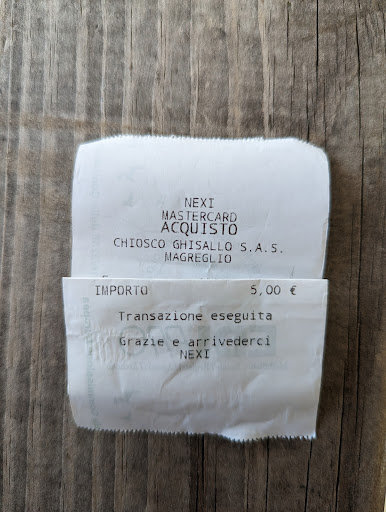 NEXI
MASTERCARD
ACQUISTO
CHIOSCO GHISALLO S.A.S.
MAGREGLIO
IMPORTO 5,00 €
Transazione eseguita
Grazie e arrivederci
NEXI